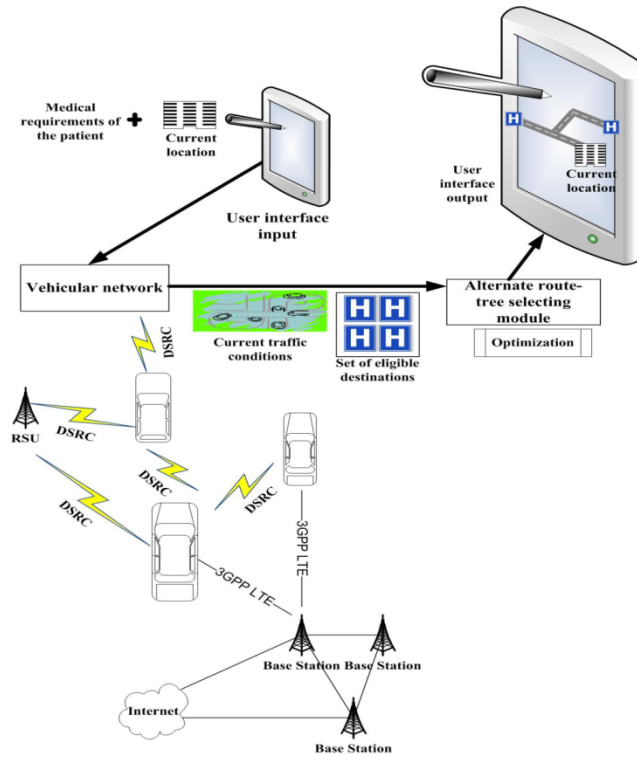 Medical
requirements of
the patient
+
Current
location
User interface
input
H
H
Current
location
User
interface
output
Vehicular network
Current traffic
conditions
H H
H H
Set of eligible
destinations
Alternate route-
tree selecting
module
Optimization
DSRC
RSU
DSRC
DSRC
DSRC
DSRC
3GPP LTE
3GPP LTE
Base Station
Base Station
Internet
Base Station